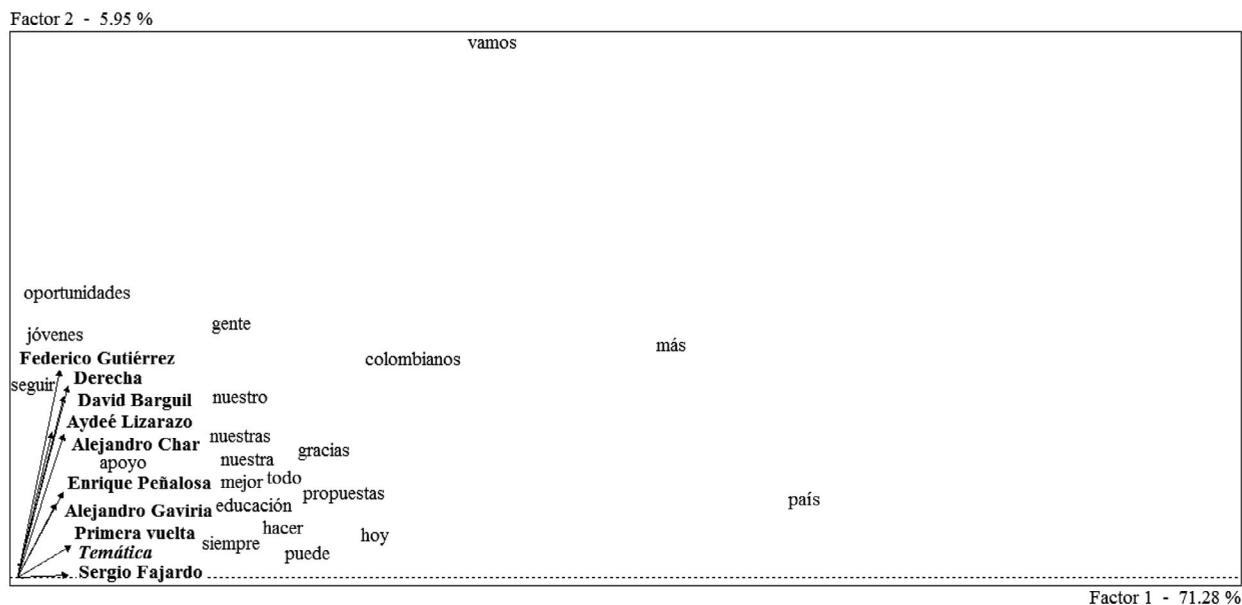 Factor 2 - 5.95 %
vamos
oportunidades
gente
jóvenes
más
Federico Gutiérrez
colombianos
Derecha
seguir
David Barguil
nuestro
Aydeé Lizarazo
nuestras
Alejandro Char
gracias
apoyo
nuestra
Enrique Peñalosa
mejor
todo
propuestas
país
Alejandro Gaviria
educación
Primera vuelta
hacer
hoy
siempre
Temática
puede
Sergio Fajardo
Factor 1 - 71.28 %